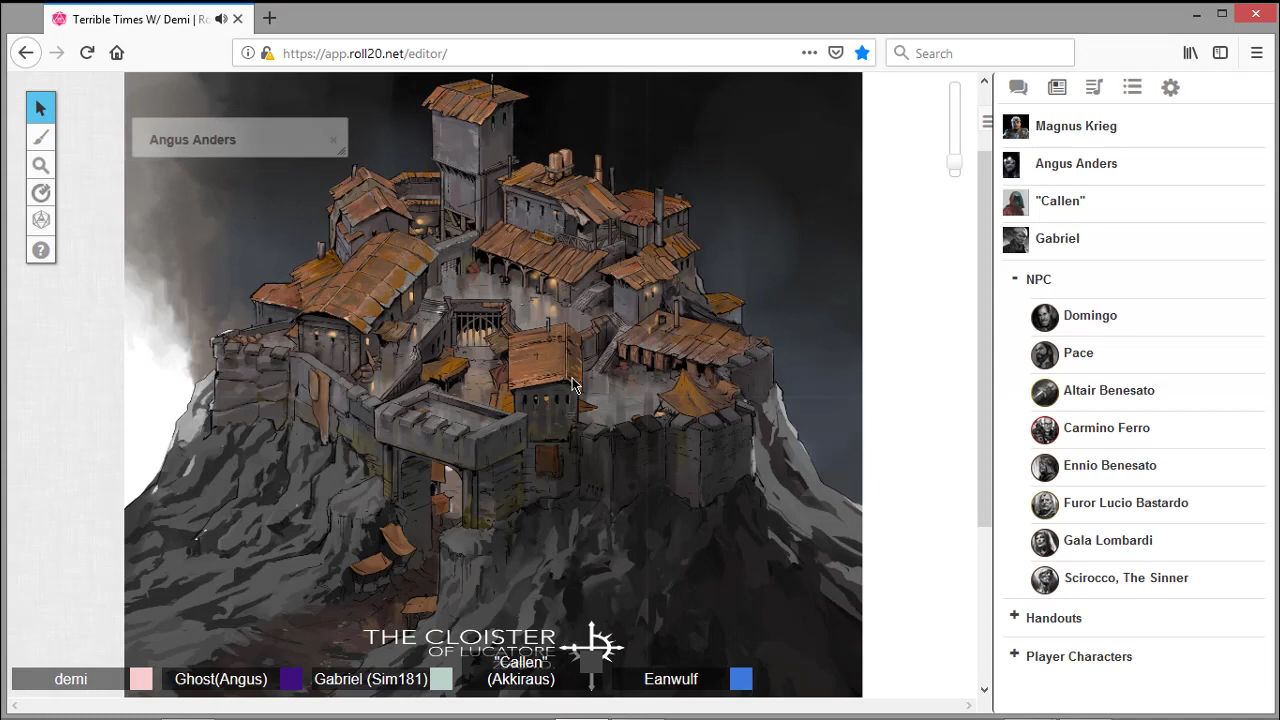 Terrible Times W/ Demi | Ro
https://app.roll20.net/editor/
Search
Angus Anders
Magnus Krieg
Angus Anders
"Callen"
Gabriel
NPC
Domingo
Pace
Altair Benesato
Carmino Ferro
Ennio Benesato
Furor Lucio Bastardo
Gala Lombardi
Scirocco, The Sinner
Handouts
Player Characters
THE CLOISTER
OF LUCATORE
demi
Ghost(Angus)
Gabriel (Sim181)
"Callen"
(Akkiraus)
Eanwulf